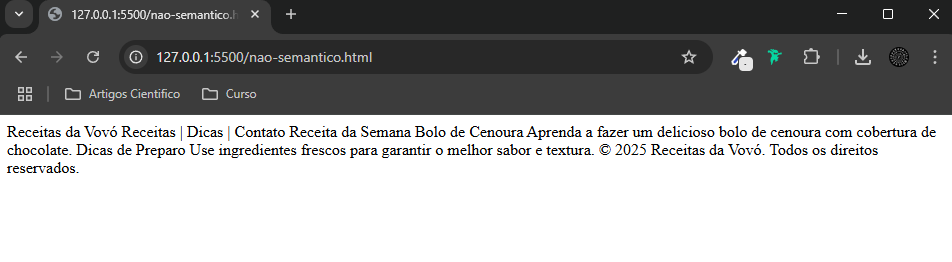 127.0.0.1:5500/nao-semantico.h
127.0.0.1:5500/nao-semantico.html
Artigos Cientifico
Curso
Receitas da Vovó Receitas | Dicas | Contato Receita da Semana Bolo de Cenoura Aprenda a fazer um delicioso bolo de cenoura com cobertura de
chocolate. Dicas de Preparo Use ingredientes frescos para garantir o melhor sabor e textura. © 2025 Receitas da Vovó. Todos os direitos
reservados.